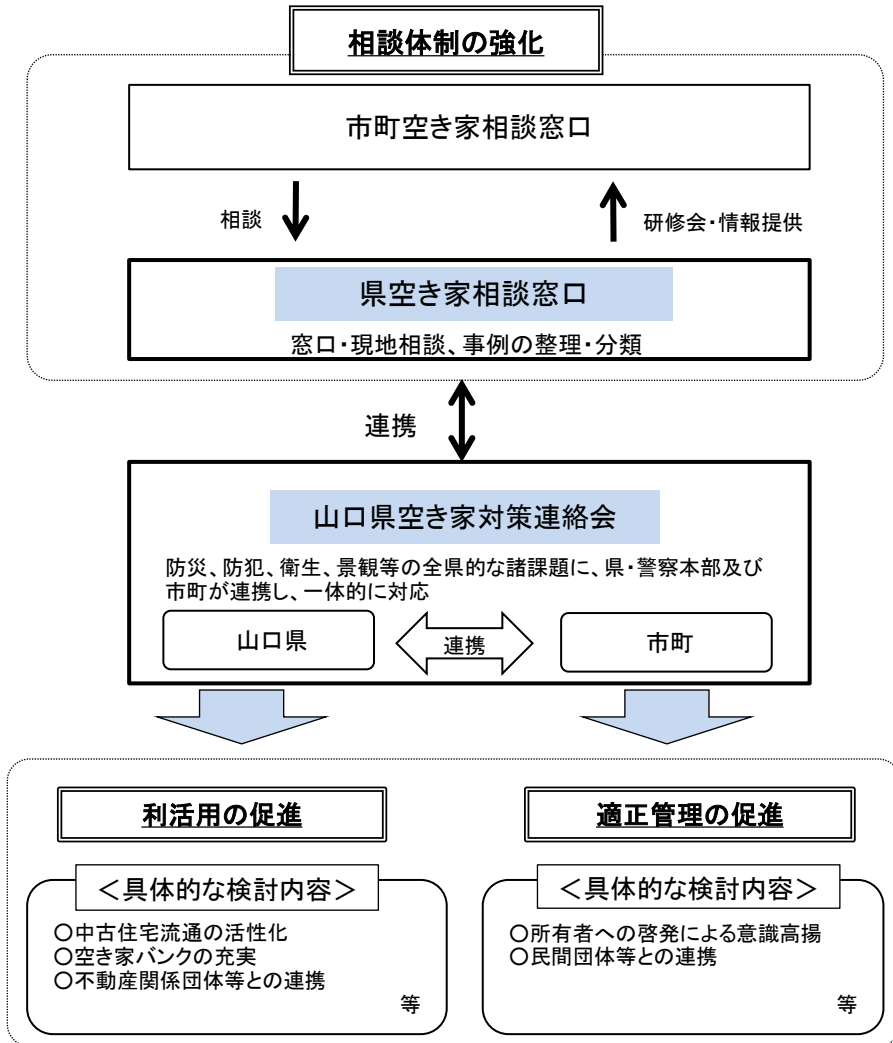 相談体制の強化
市町空き家相談窓口
相談
研修会・情報提供
県空き家相談窓口
窓口・現地相談、事例の整理・分類
連携
山口県空き家対策連絡会
防災、防犯、衛生、景観等の全県的な諸課題に、県・警察本部及び
市町が連携し、一体的に対応
山口県
連携
市町
利活用の促進
<具体的な検討内容>
○中古住宅流通の活性化
○空き家バンクの充実
○不動産関係団体等との連携
等
適正管理の促進
<具体的な検討内容>
○所有者への啓発による意識高揚
○民間団体等との連携
等